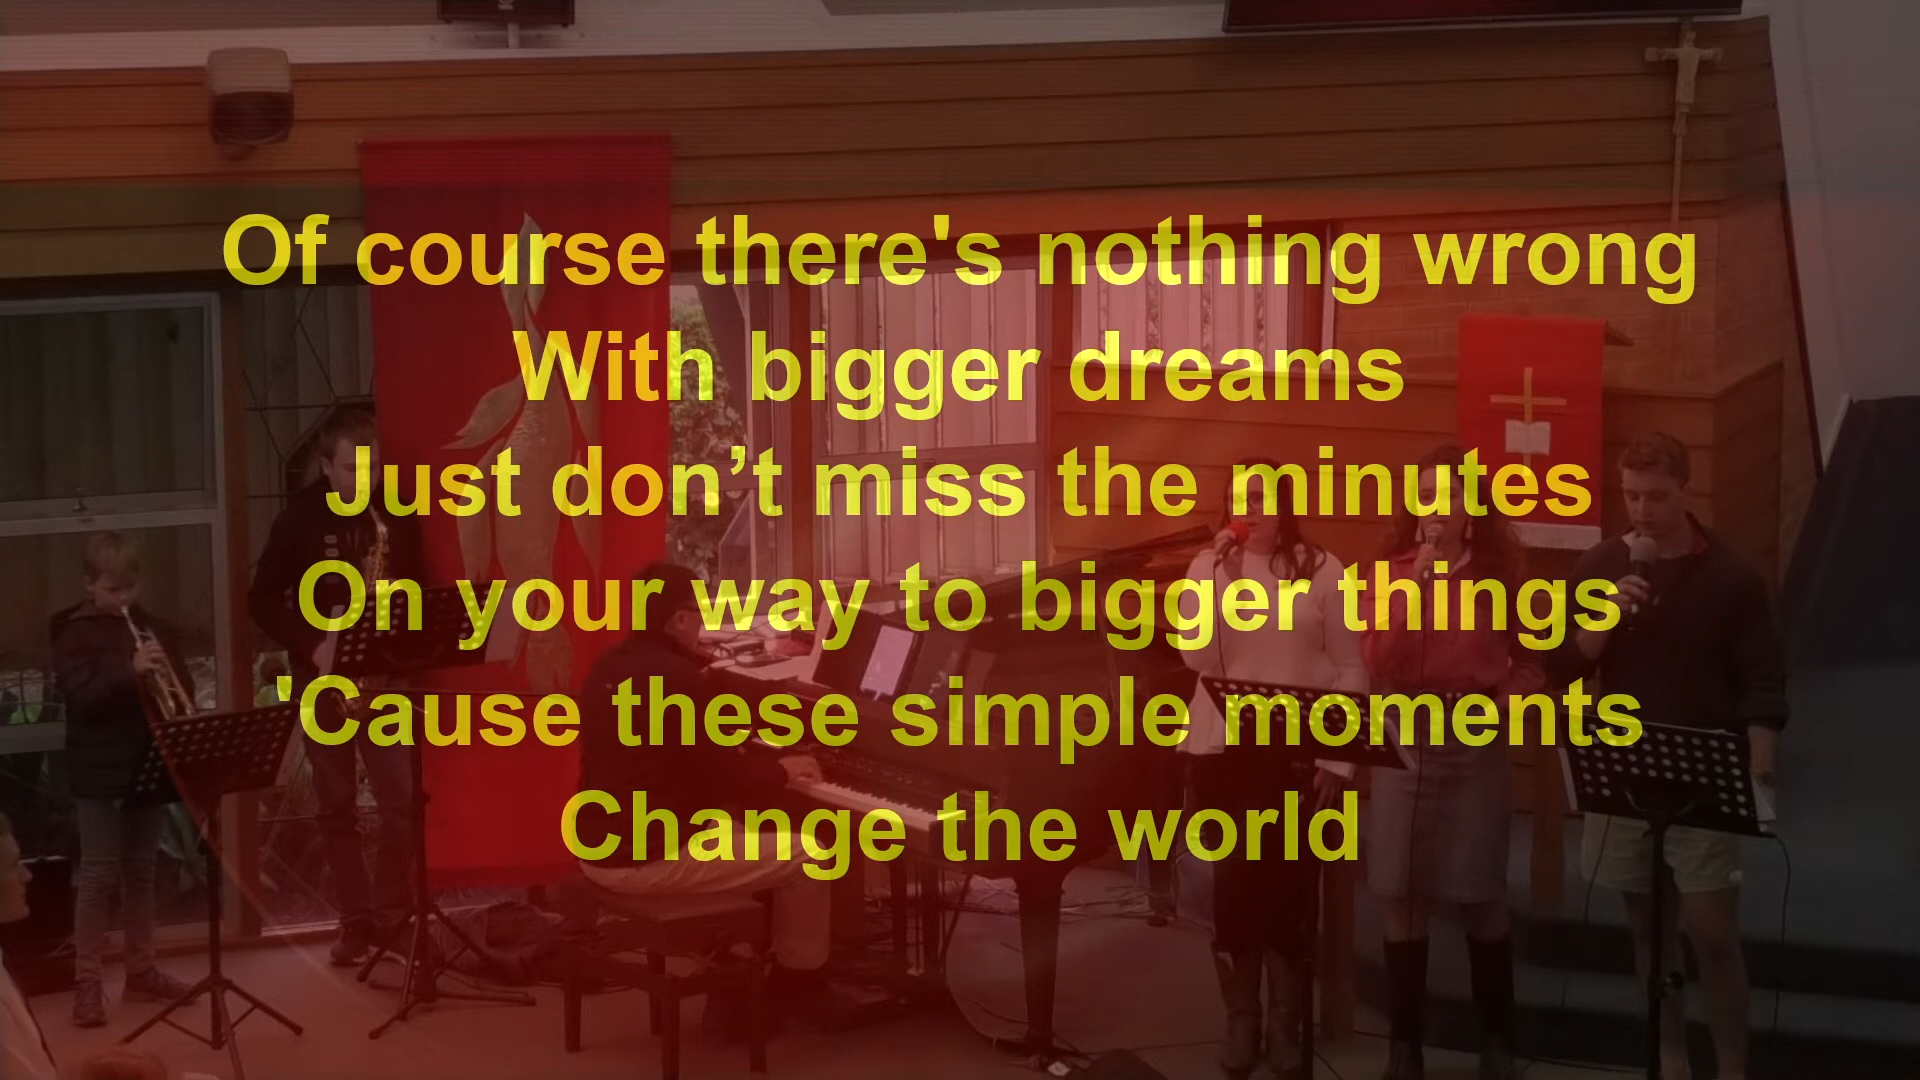 Of course there's nothing wrong
With bigger dreams
Just don’t miss the minutes
On your way to bigger things
'Cause these simple moments
Change the world